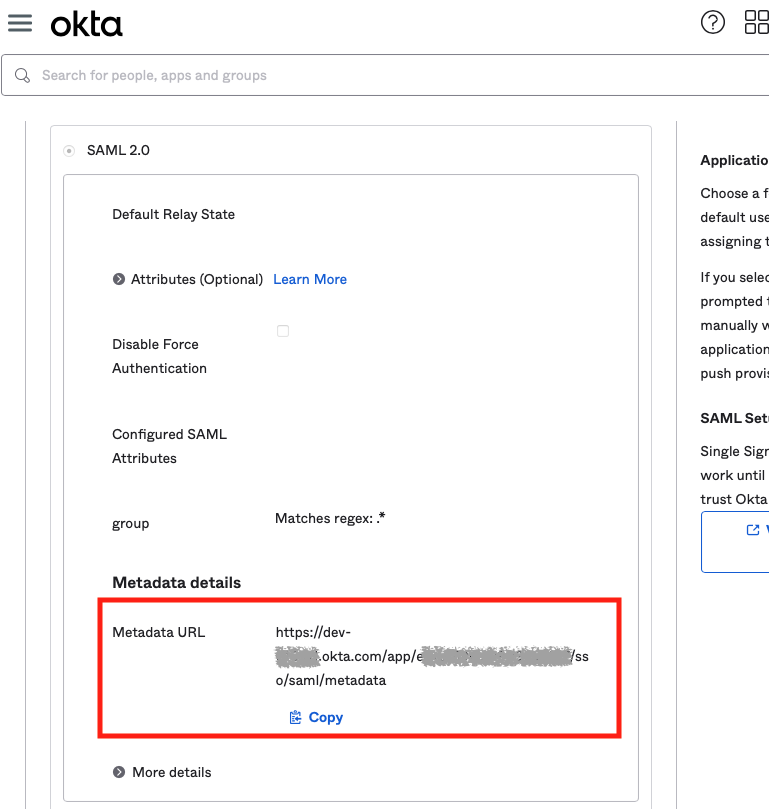 okta
Search for people, apps and groups
SAML 2.0
Default Relay State
Attributes (Optional) Learn More
Disable Force
Authentication
Configured SAML
Attributes
group
Matches regex: .*
Metadata details
Metadata URL
https://dev-
.okta.com/app/e /ss
o/saml/metadata
Copy
More details
Applicatio
Choose a f
default use
assigning t
If you selec
prompted t
manually w
application
push provis
SAML Set
Single Sign
work until
trust Okta